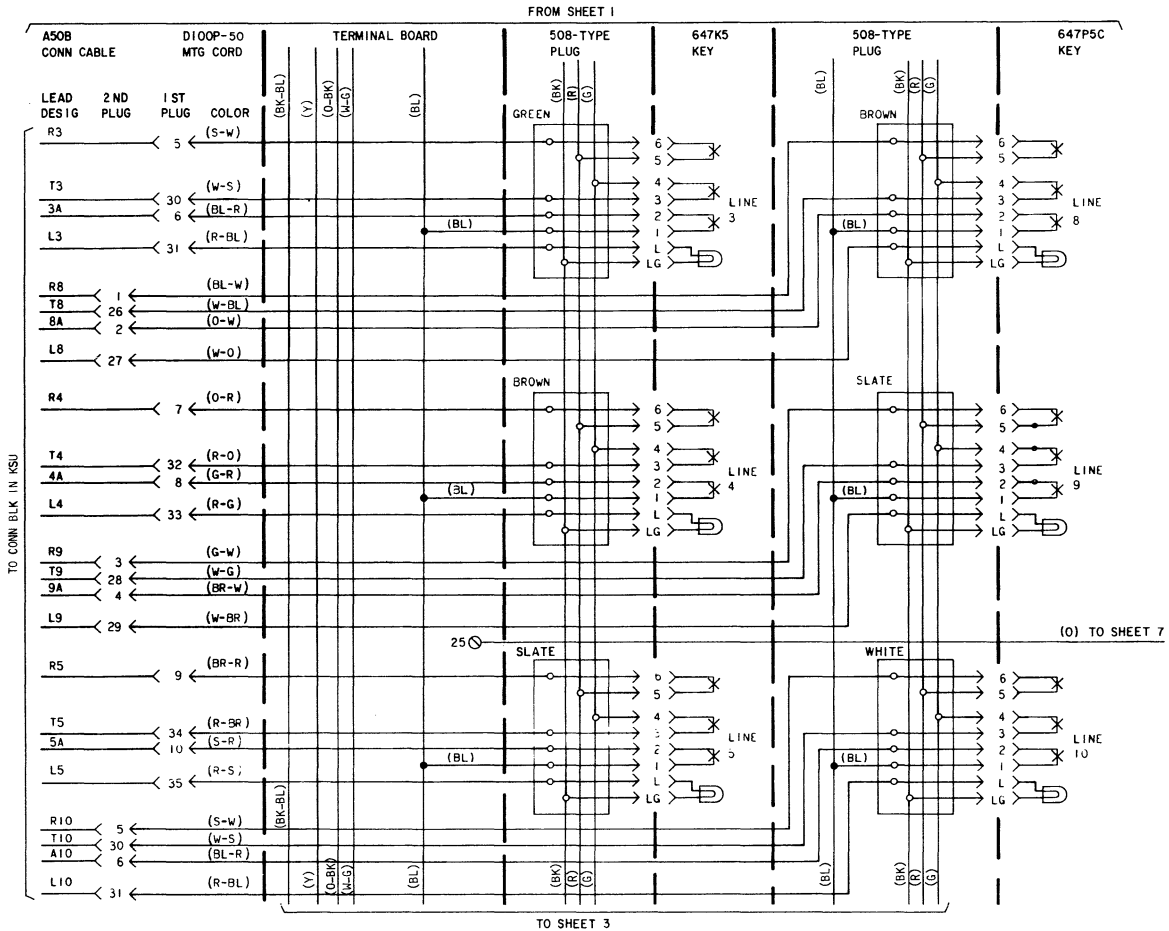 FROM SHEET 1
A50B D100P-50 TERMINAL BOARD 508-TYPE 647K5 508-TYPE 647P5C
CONN CABLE MTG CORD PLUG KEY PLUG KEY
(BK-BL) (Y) (O-BK) (W-G) (BL) (BK) (R) (G) (BL) (BK) (R) (G)
LEAD 2ND 1ST
DESIG PLUG PLUG COLOR
GREEN BROWN
R3 5 (S-W) 6 6
5 5
T3 30 (W-S) 4 4
3 3
3A 6 (BL-R) 2 2
LINE 3 LINE 8
(BL) 1 (BL) 1
L3 31 (R-BL) L L
LG LG
R8 1 (BL-W)
T8 26 (W-BL)
8A 2 (O-W)
L8 27 (W-O)
BROWN SLATE
R4 7 (O-R) 6 6
5 5
T4 32 (R-O) 4 4
3 3
4A 8 (G-R) 2 2
LINE 4 LINE 9
(BL) 1 (BL) 1
L4 33 (R-G) L L
LG LG
TO CONN BLK IN KSU
R9 3 (G-W)
T9 28 (W-G)
9A 4 (BR-W)
L9 29 (W-BR)
25 (O) TO SHEET 7
SLATE WHITE
R5 9 (BR-R) 6 6
5 5
T5 34 (R-BR) 4 4
3 3
5A 10 (S-R) 2 2
LINE 5 LINE 10
(BL) 1 (BL) 1
L5 35 (R-S) L L
LG LG
R10 5 (S-W)
T10 30 (W-S)
A10 6 (BL-R)
L10 31 (R-BL)
(BK-BL) (Y) (O-BK) (W-G) (BL) (BK) (R) (G) (BL) (BK) (R) (G)
TO SHEET 3